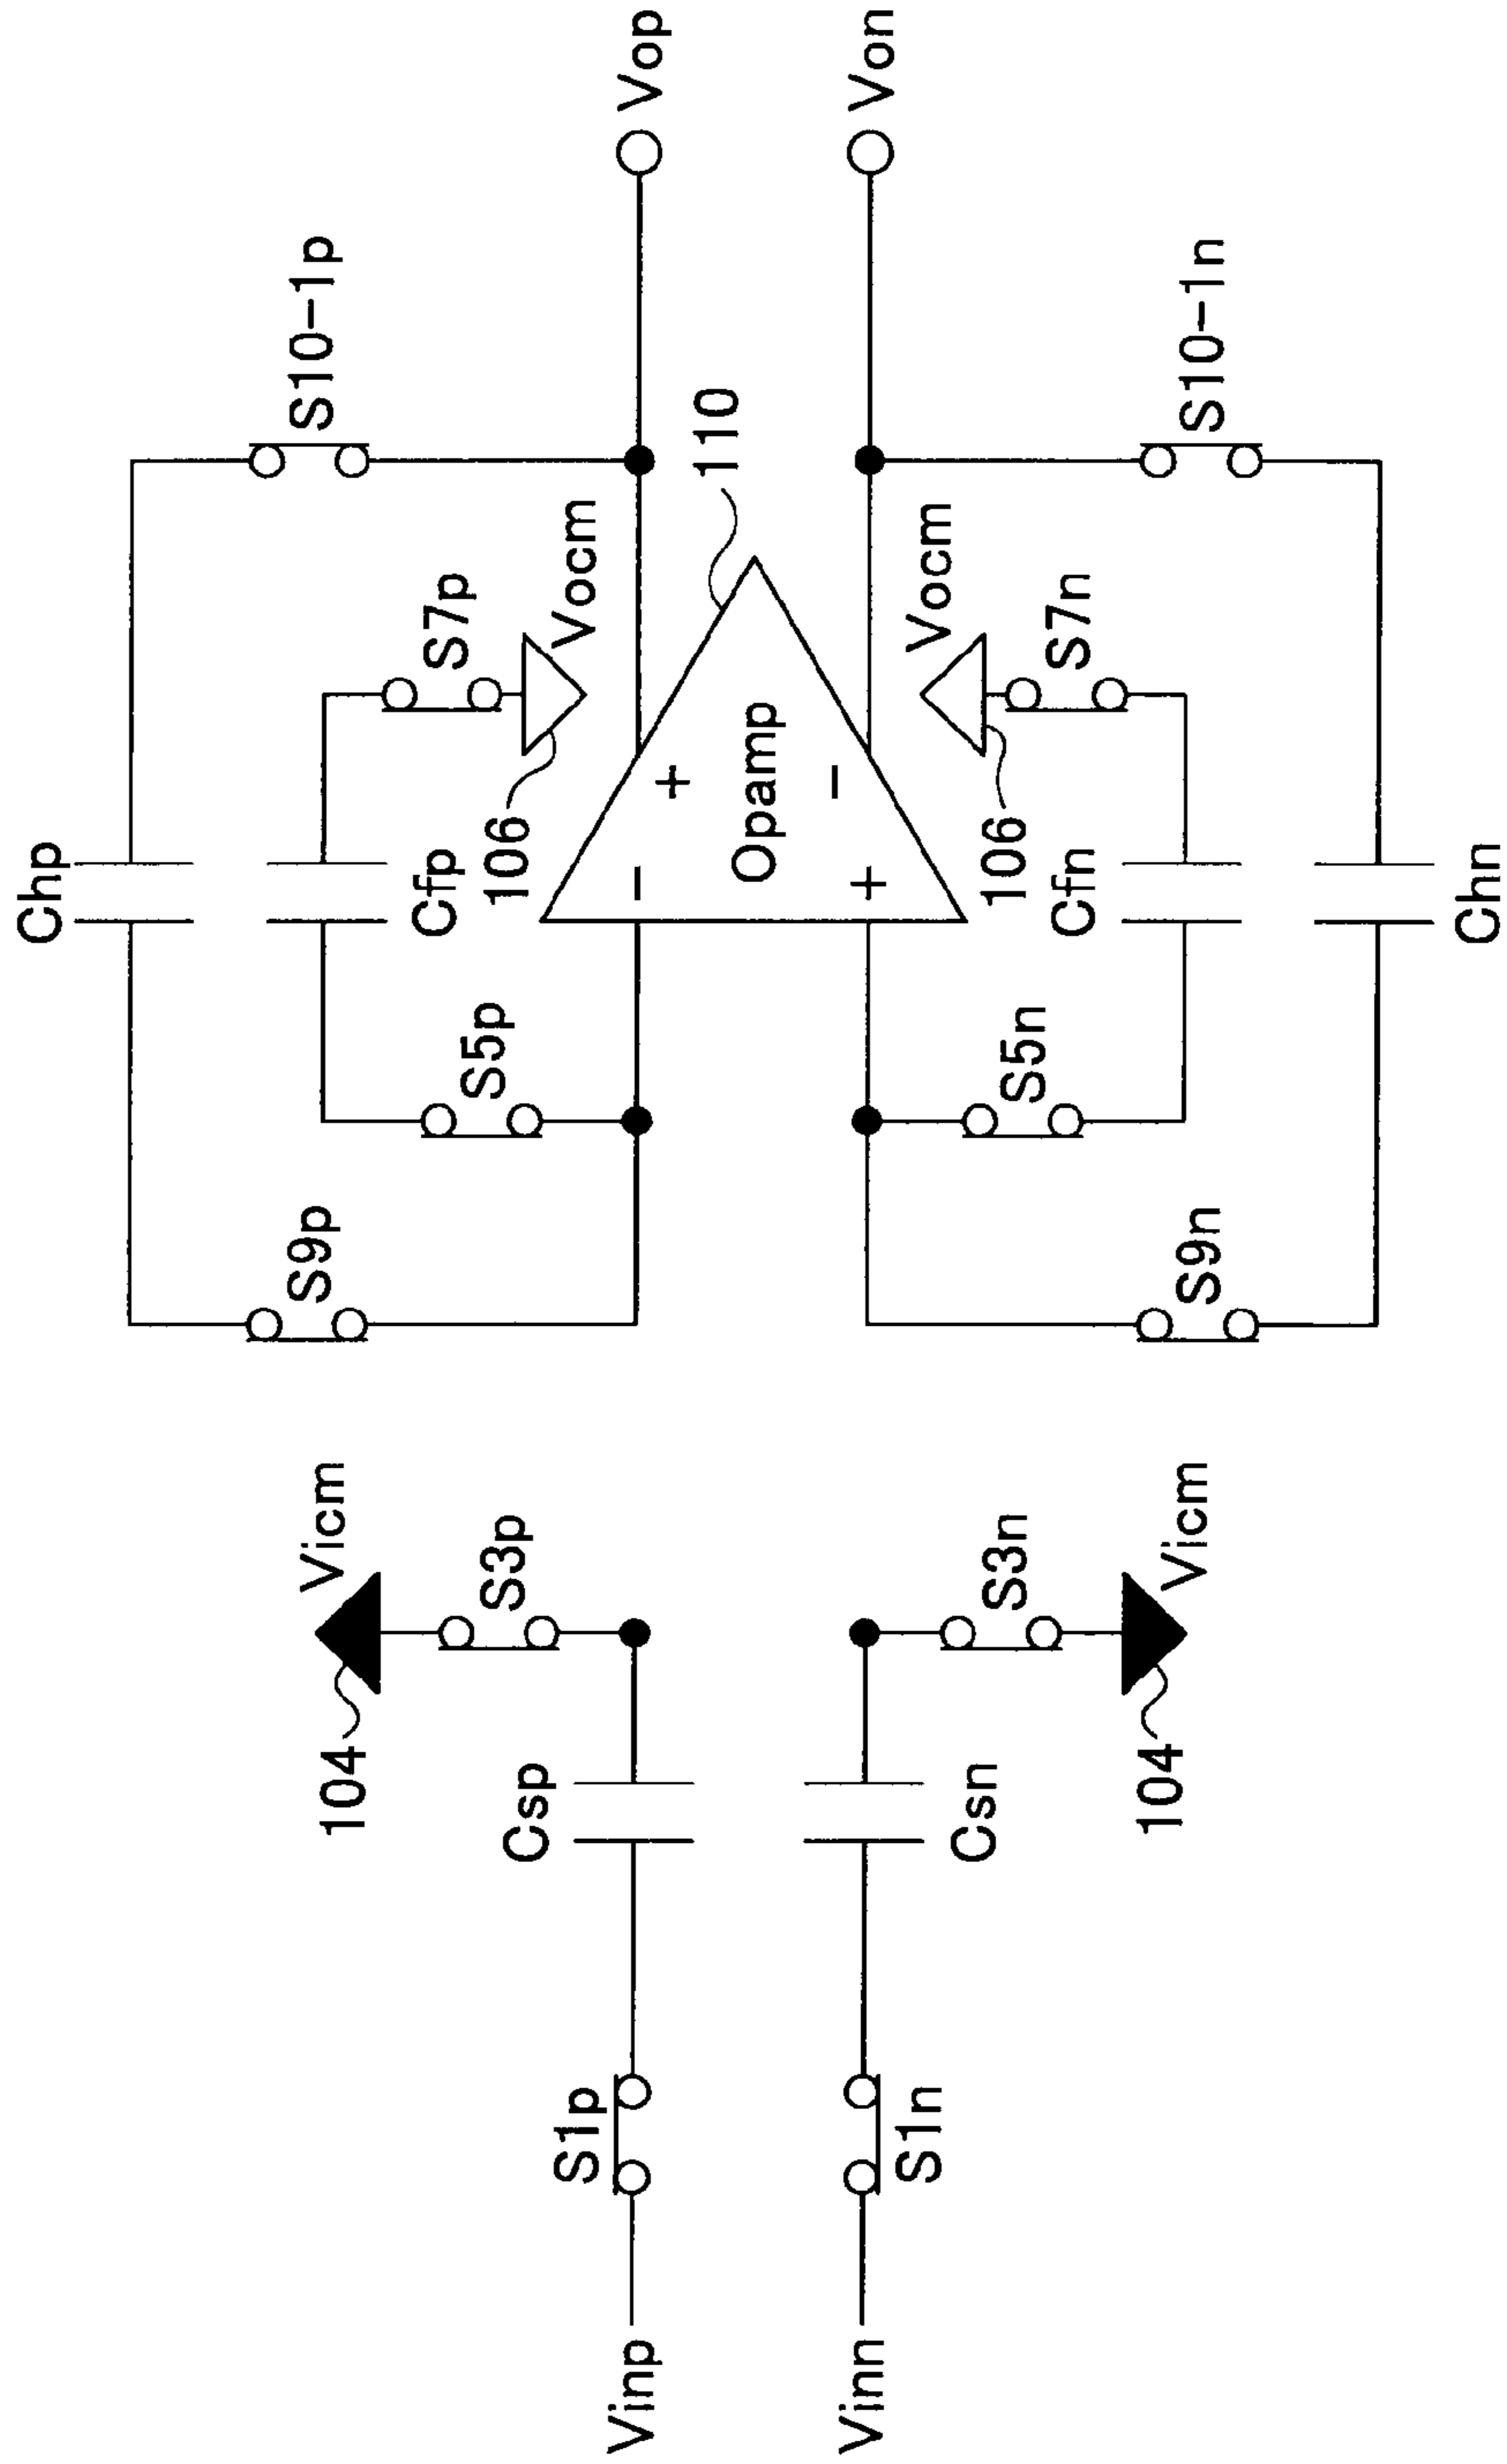 Chp
S10-1p
S9p
Cfp
S7p
S5p
Vocm
106
Vicm
104
S3p
Csp
S1p
Vinp
Vop
110
Opamp
-
+
+
-
Von
Vinn
S1n
Csn
S3n
Vicm
104
Vocm
106
S5n
S7n
Cfn
S9n
S10-1n
Chn